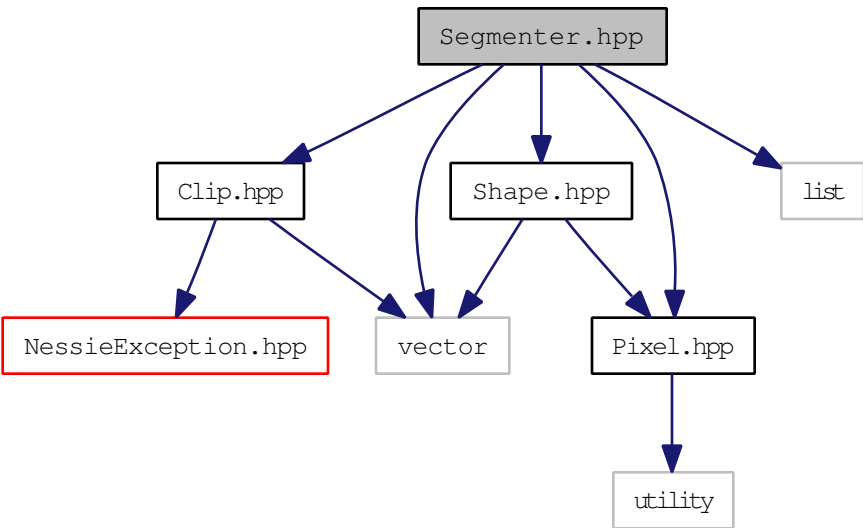 Segmenter.hpp
Clip.hpp
Shape.hpp
list
NessieException.hpp
vector
Pixel.hpp
utility